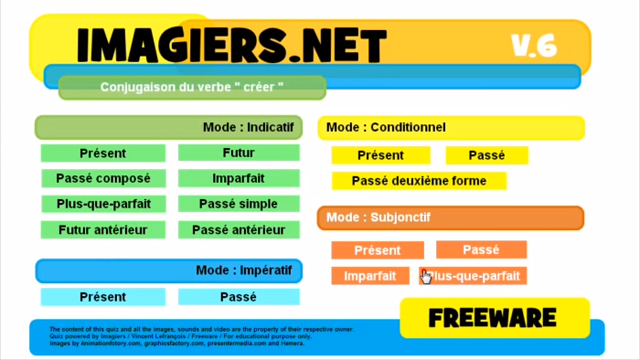 IMAGIERS.NET
V.6
Conjugaison du verbe " créer "
Mode : Indicatif
Présent
Futur
Passé composé
Imparfait
Plus-que-parfait
Passé simple
Futur antérieur
Passé antérieur
Mode : Impératif
Présent
Passé
Mode : Conditionnel
Présent
Passé
Passé deuxième forme
Mode : Subjonctif
Présent
Passé
Imparfait
Plus-que-parfait
FREEWARE
The content of this quiz and all the images, sounds and video are the property of their respective owner.
Quiz powered by Imagiers / Vincent Lefrançois / Freeware / For educational purpose only.
Images by Animationfctory.com, graphicsfactory.com, presentermedia.com and Hemera.